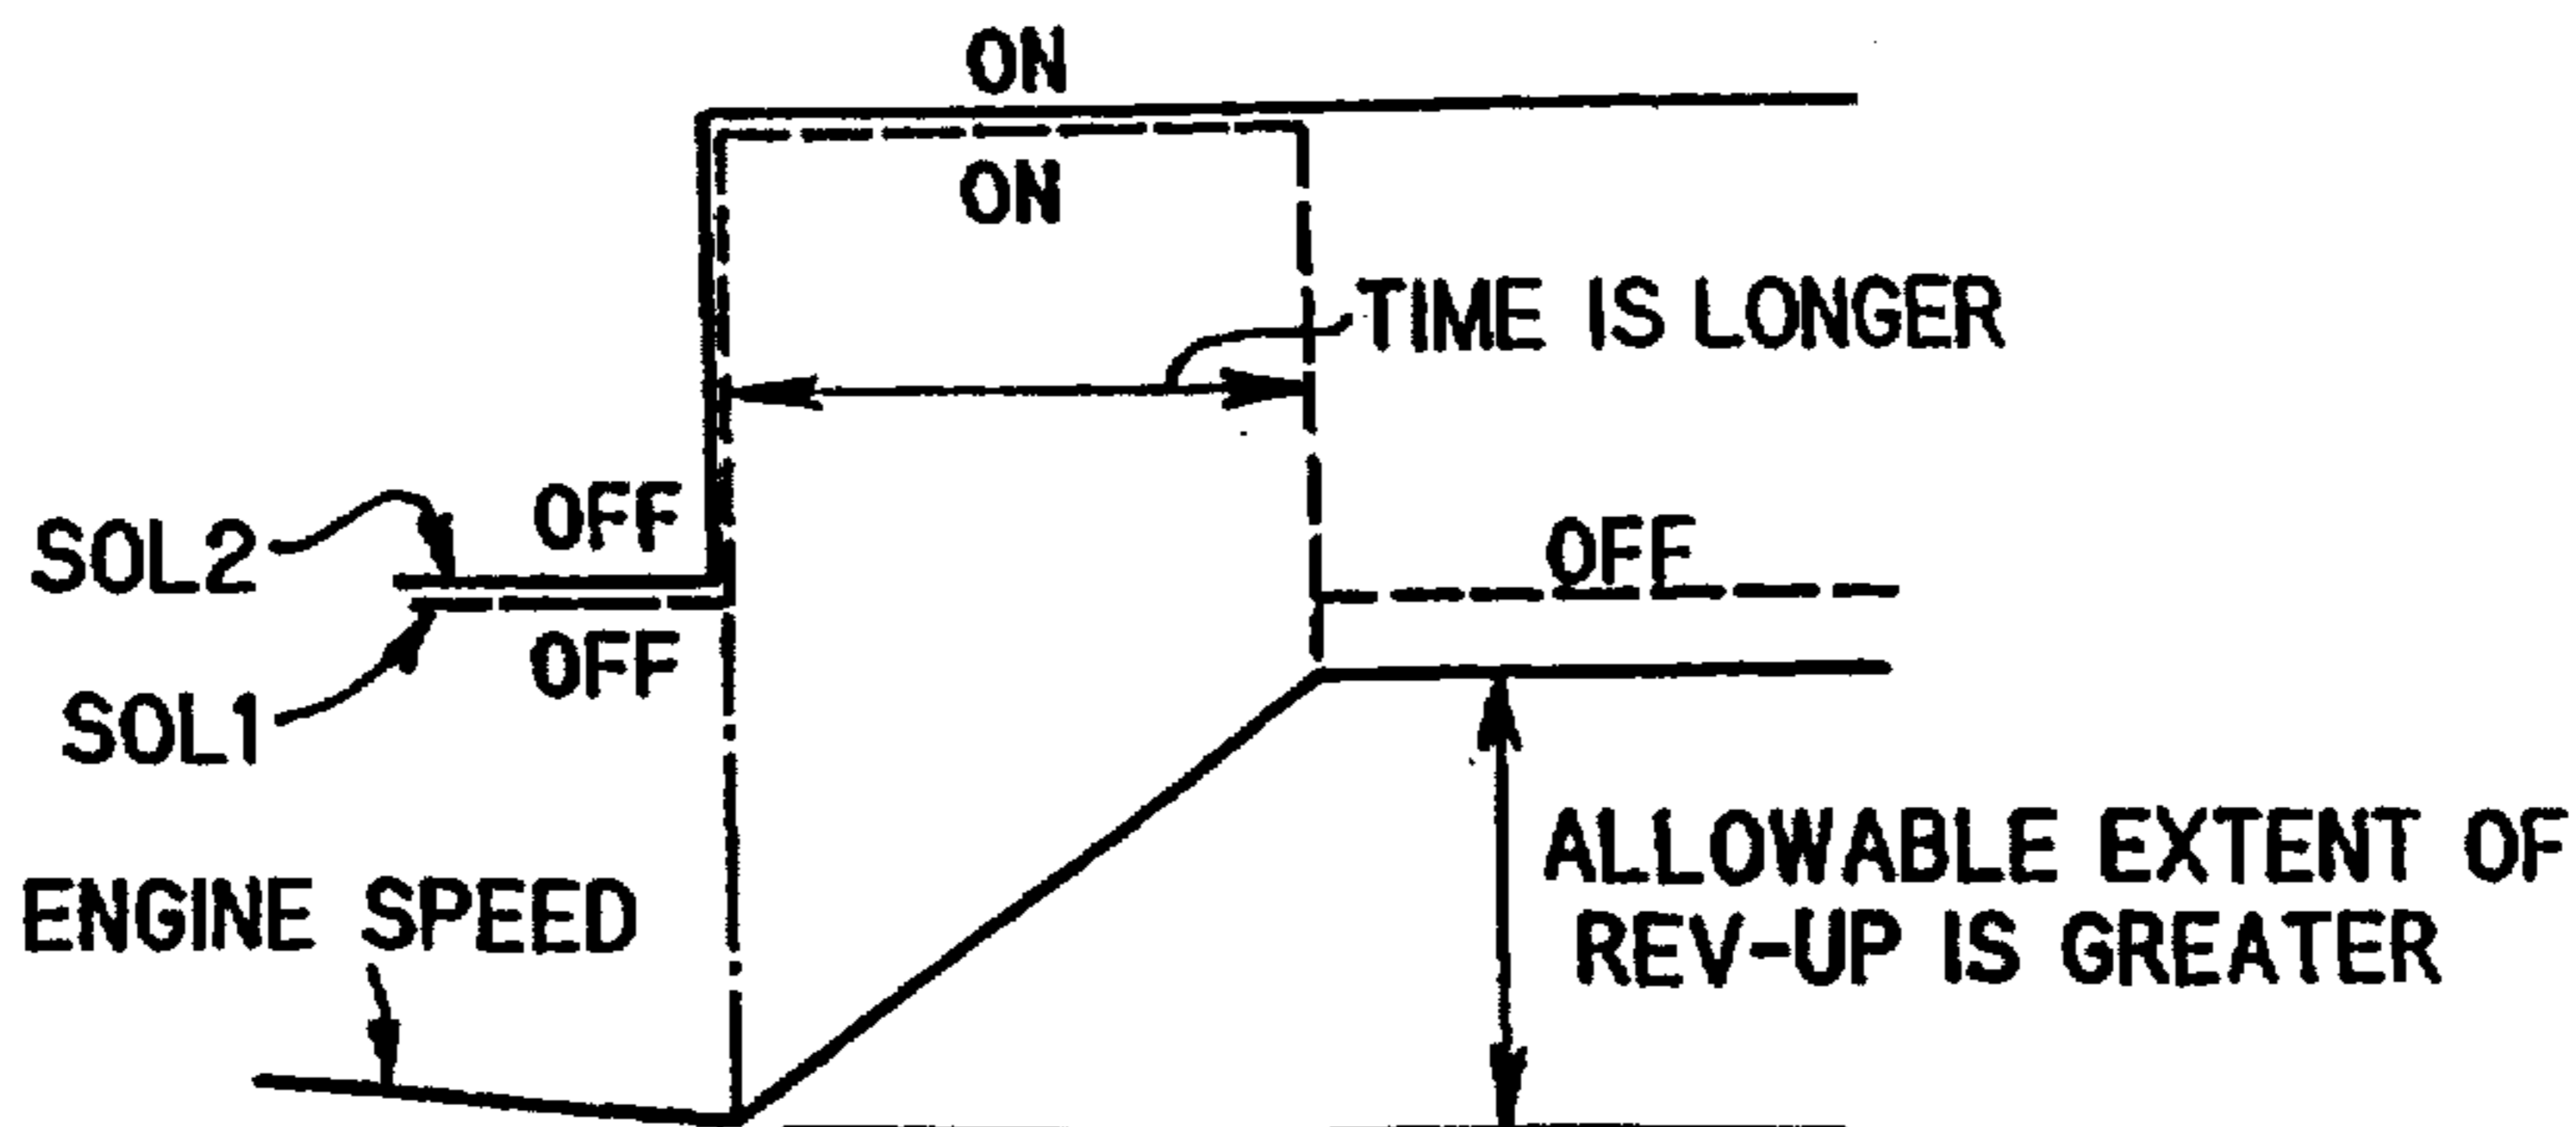 ON
ON
TIME IS LONGER
SOL2
OFF
OFF
OFF
SOL1
ENGINE SPEED
ALLOWABLE EXTENT OF
REV-UP IS GREATER